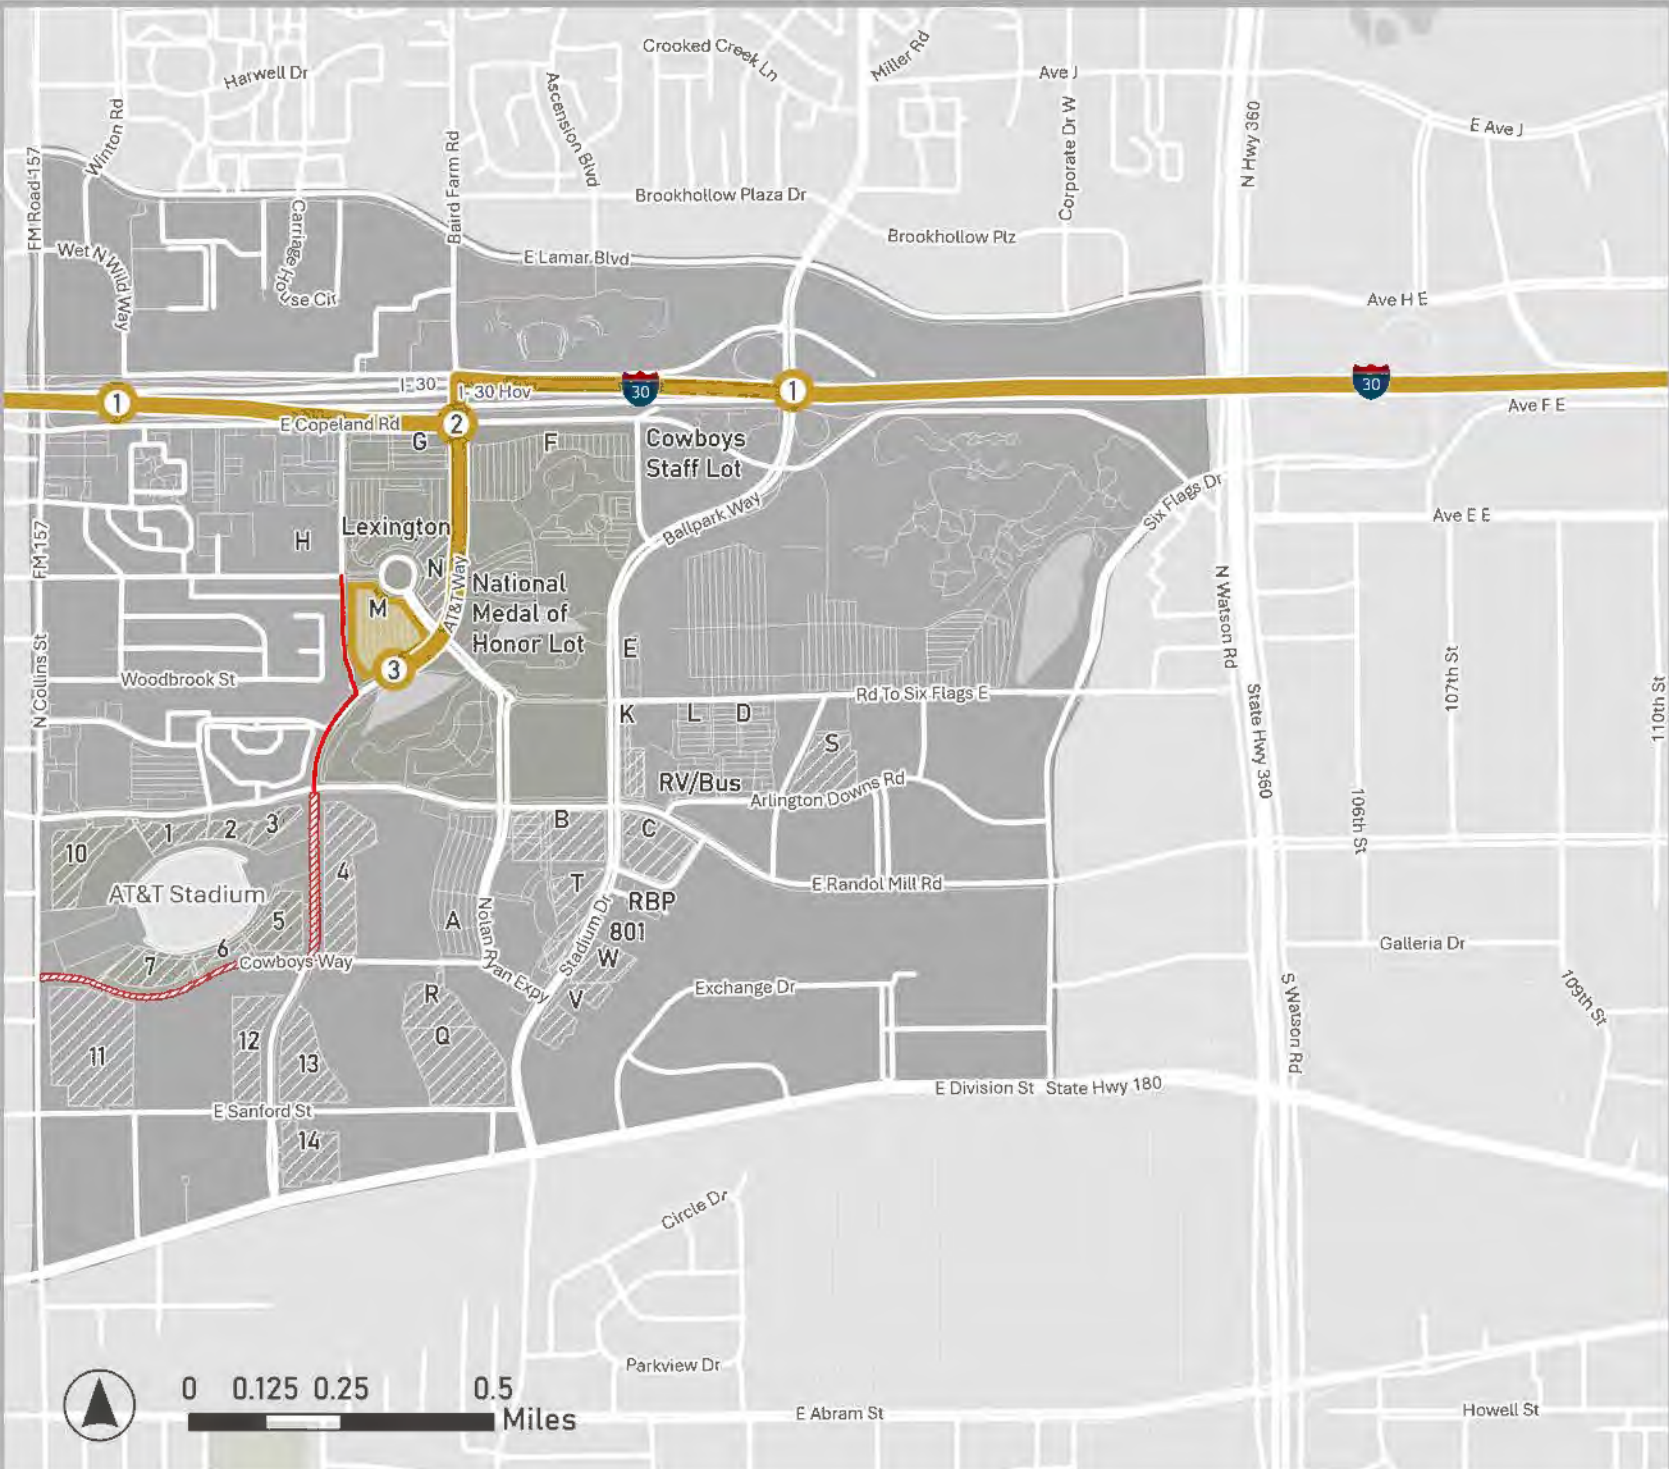 Crooked Creek Ln
Miller Rd
Harwell Dr
Ave J
Ascension Blvd
Winton Rd
Corporate Dr W
N Hwy 360
E Ave J
Baird Farm Rd
FM Road-157
Brookhollow Plaza Dr
Carriage House Cir
Brookhollow Plz
Wet N Wild Way
E Lamar Blvd
Ave H E
I-30
I-30 Hov
30
1
30
1
E Copeland Rd
2
Ave F E
G
F
Cowboys
Staff Lot
Six Flags Dr
Ballpark Way
Ave E E
FM 157
Lexington
H
N
AT&T Way
National
Medal of
Honor Lot
M
N Watson Rd
N Collins St
E
3
Woodbrook St
107th St
110th St
Rd To Six Flags E
State Hwy 360
K
L
D
S
RV/Bus
Arlington Downs Rd
106th St
1
2
3
B
C
10
4
AT&T Stadium
T
E Randol Mill Rd
5
A
Nolan Ryan Expy
Stadium Dr
RBP
801
6
7
Cowboys Way
W
Galleria Dr
R
V
Exchange Dr
S Watson Rd
109th St
Q
11
12
13
E Division St
State Hwy 180
E Sanford St
14
Circle Dr
Parkview Dr
0
0.125
0.25
0.5
Miles
E Abram St
Howell St